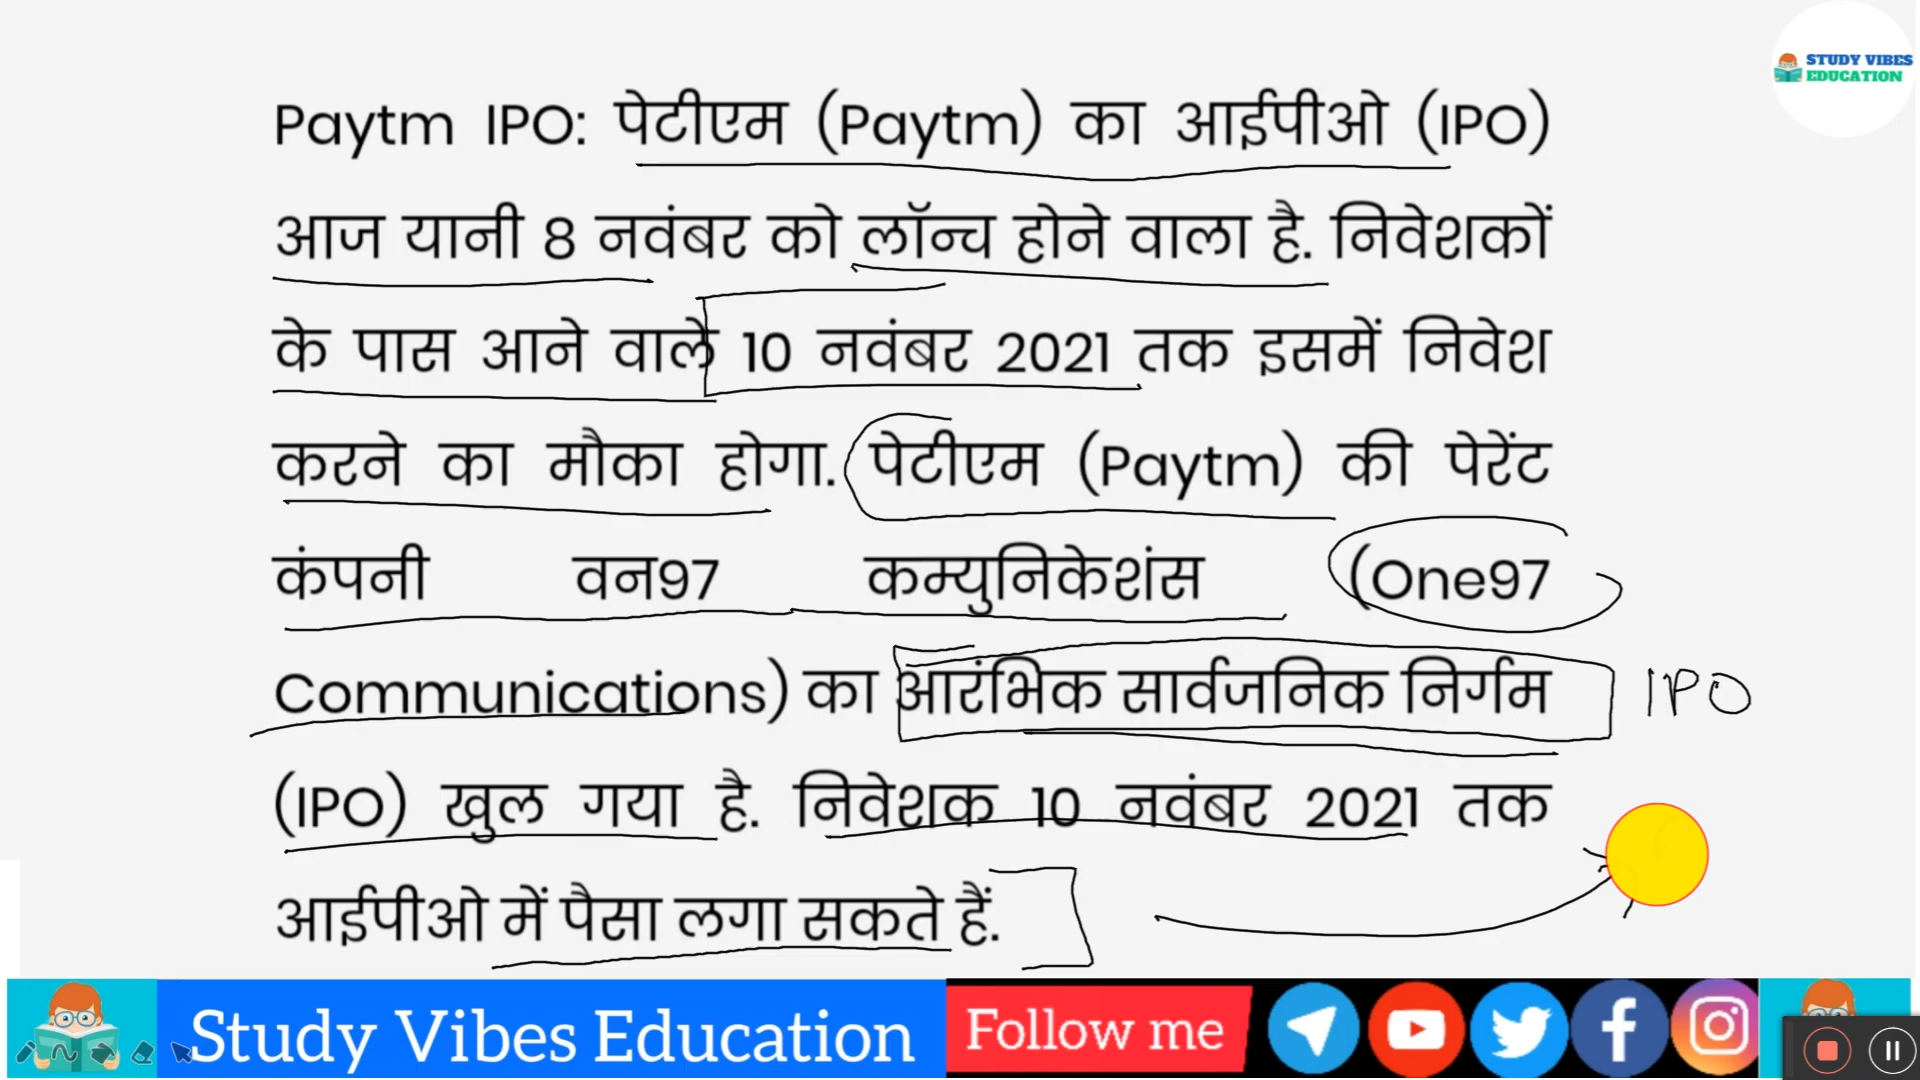 STUDY VIBES
EDUCATION
Paytm IPO: पेटीएम (Paytm) का आईपीओ (IPO)
आज यानी 8 नवंबर को लॉन्च होने वाला है. निवेशकों
के पास आने वाले 10 नवंबर 2021 तक इसमें निवेश
करने का मौका होगा. पेटीएम (Paytm) की पेरेंट
कंपनी वन97 कम्युनिकेशंस (One97
Communications) का आरंभिक सार्वजनिक निर्गम IPO
(IPO) खुल गया है. निवेशक 10 नवंबर 2021 तक
आईपीओ में पैसा लगा सकते हैं.
Study Vibes Education Follow me